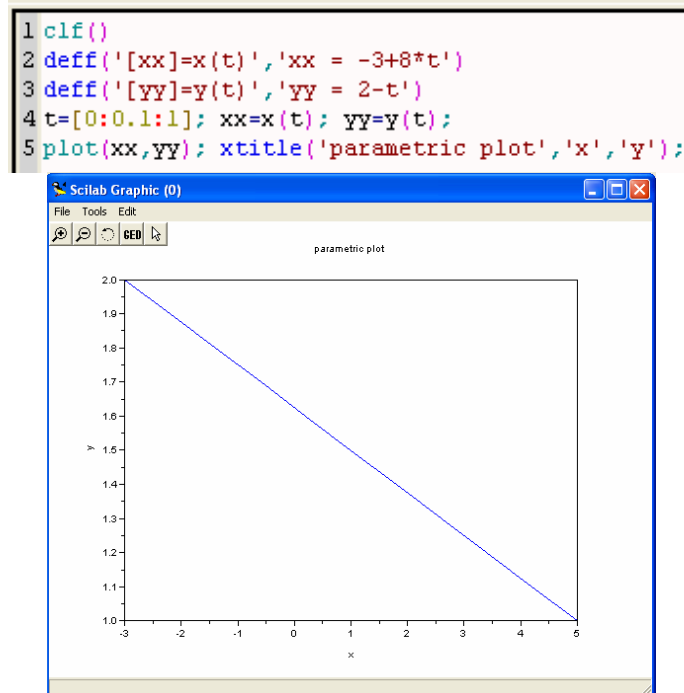 1 clf()
2 deff('[xx]=x(t)','xx = -3+8*t')
3 deff('[yy]=y(t)','yy = 2-t')
4 t=[0:0.1:1]; xx=x(t); yy=y(t);
5 plot(xx,yy); xtitle('parametric plot','x','y');
Scilab Graphic (0)
File Tools Edit
GED
parametric plot
2.0
1.9
1.8
1.7
1.6
y
1.5
1.4
1.3
1.2
1.1
1.0
-3 -2 -1 0 1 2 3 4 5
x